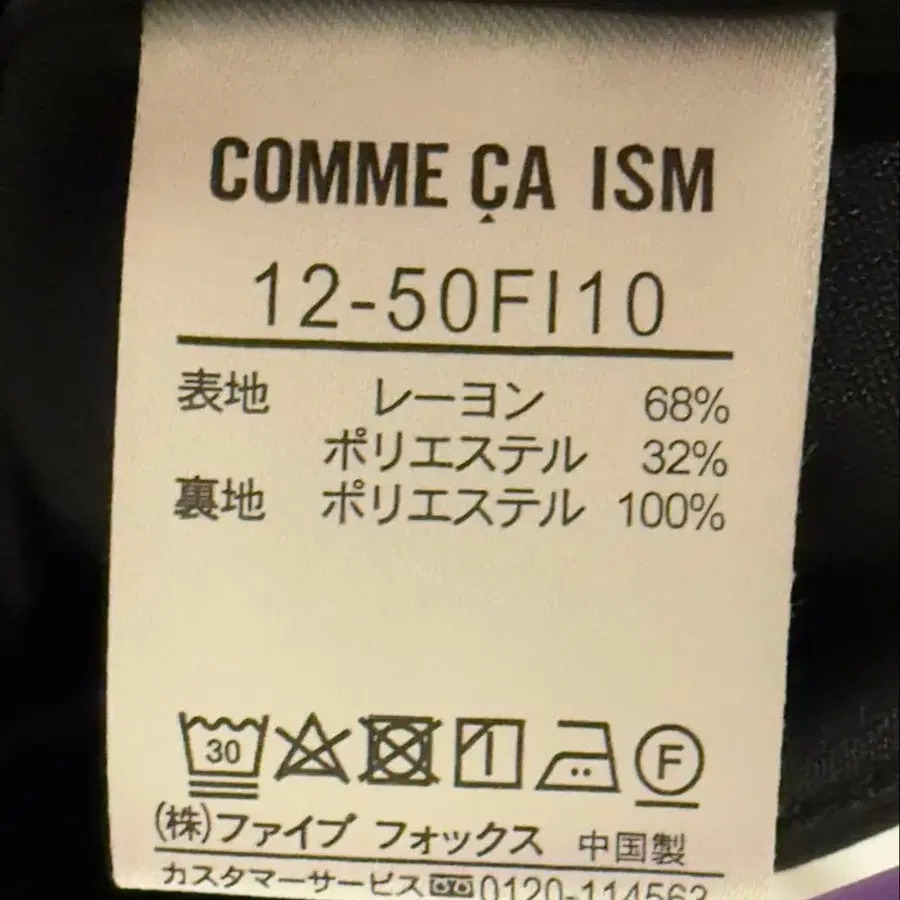 COMME ÇA ISM
12-50FI10
表地 レーヨン 68%
ポリエステル 32%
裏地 ポリエステル 100%
30 F
(株)ファイブ フォックス 中国製
カスタマーサービス 0120-114563